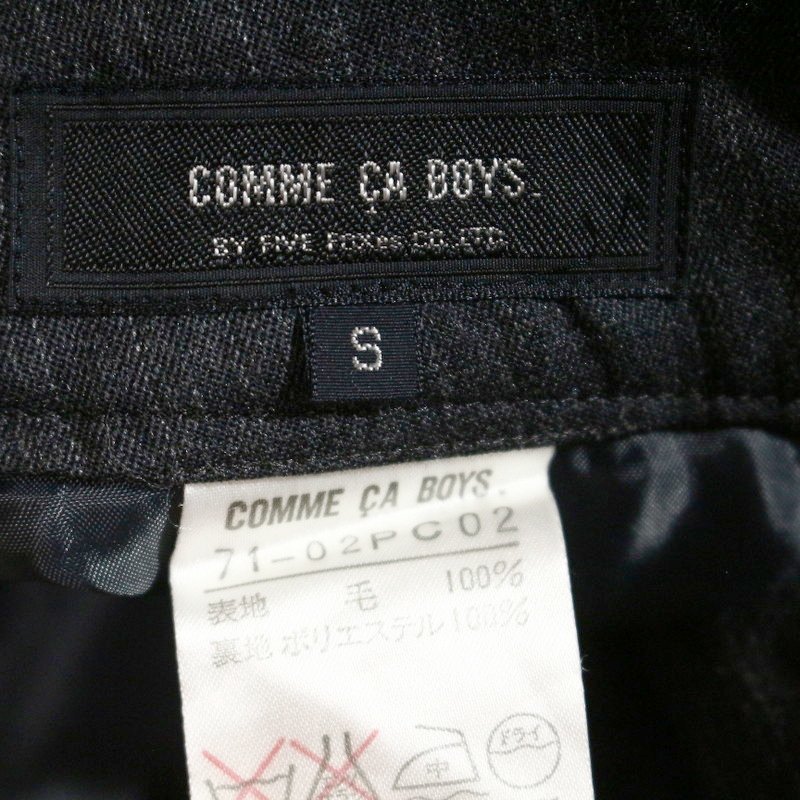 COMME ÇA BOYS.
BY FIVE FOXes CO.,LTD.
S
COMME ÇA BOYS.
71-02PC02
表地 毛 100%
裏地 ポリエステル 100%
中 ドライ